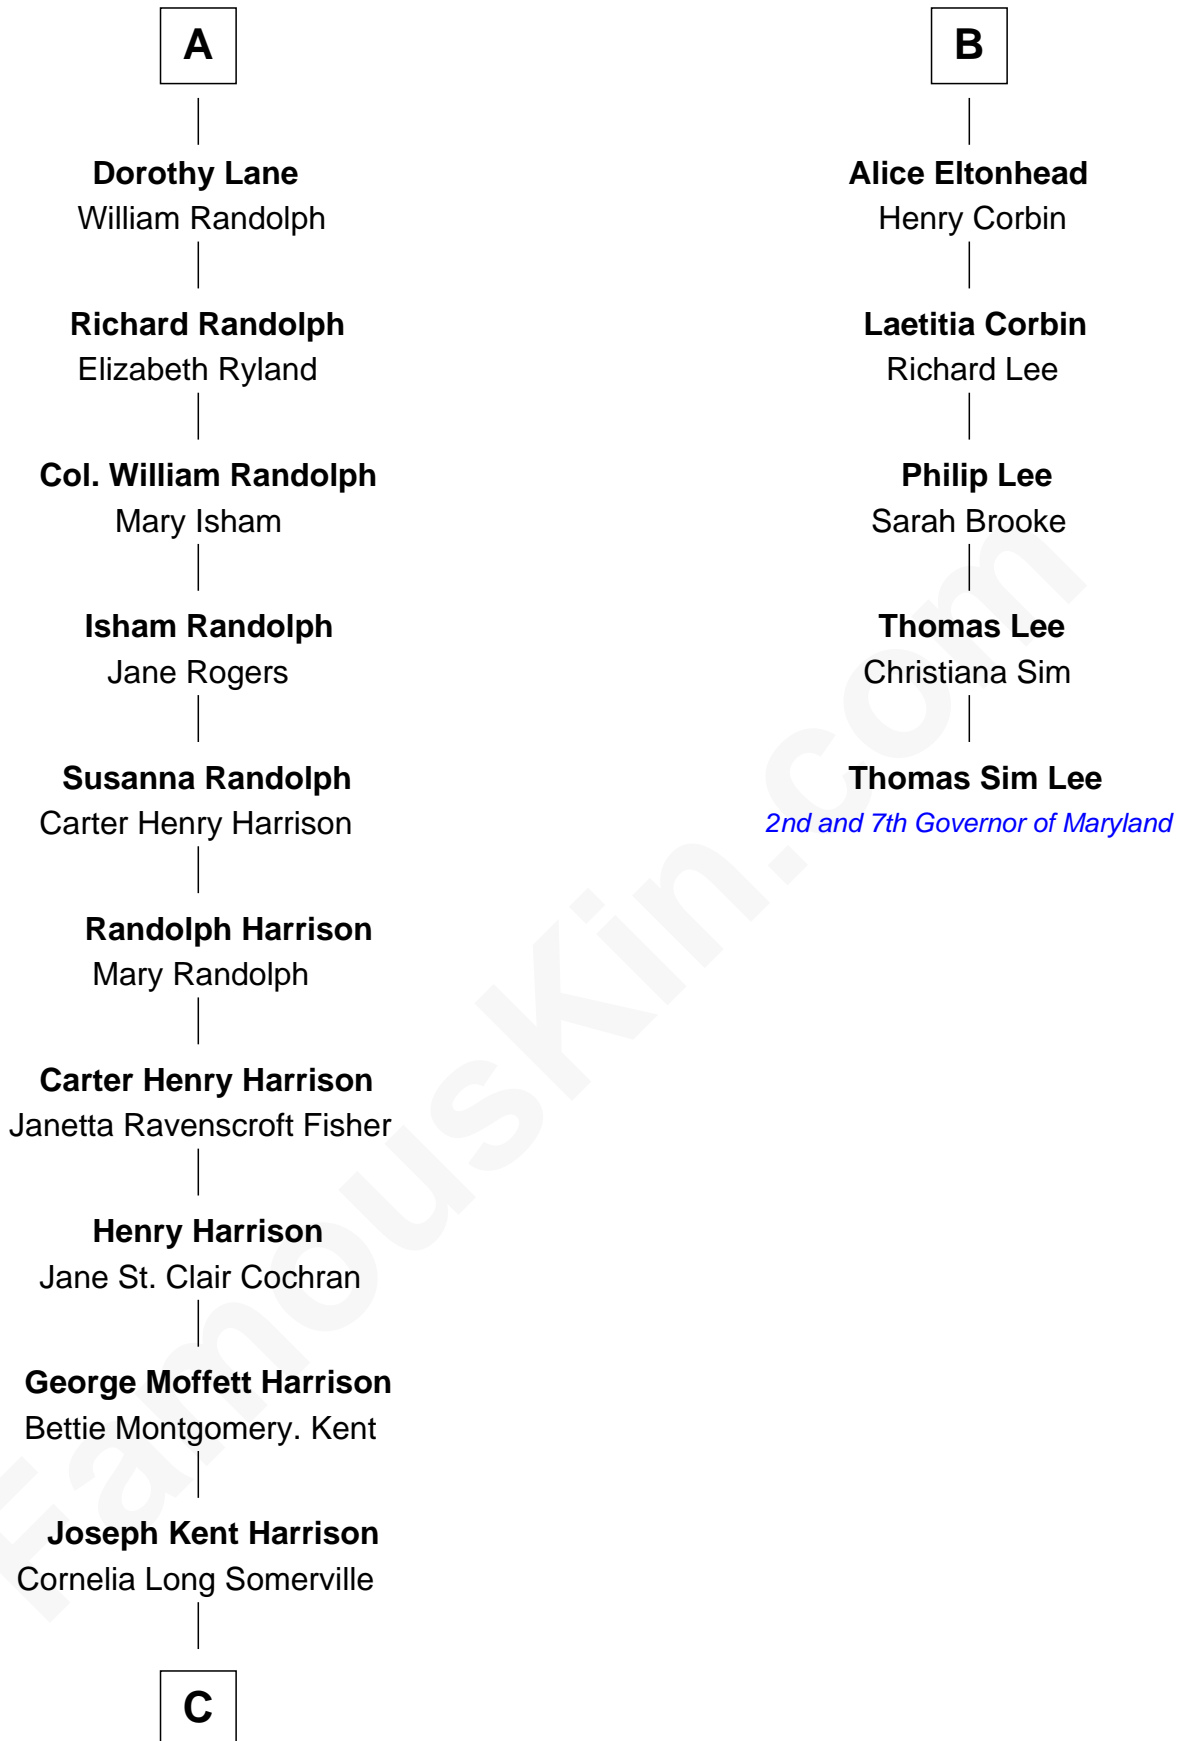 A
Dorothy Lane
William Randolph
Richard Randolph
Elizabeth Ryland
Col. William Randolph
Mary Isham
Isham Randolph
Jane Rogers
Susanna Randolph
Carter Henry Harrison
Randolph Harrison
Mary Randolph
Carter Henry Harrison
Janetta Ravenscroft Fisher
Henry Harrison
Jane St. Clair Cochran
George Moffett Harrison
Bettie Montgomery. Kent
Joseph Kent Harrison
Cornelia Long Somerville
C
B
Alice Eltonhead
Henry Corbin
Laetitia Corbin
Richard Lee
Philip Lee
Sarah Brooke
Thomas Lee
Christiana Sim
Thomas Sim Lee
2nd and 7th Governor of Maryland
FamousKin.com